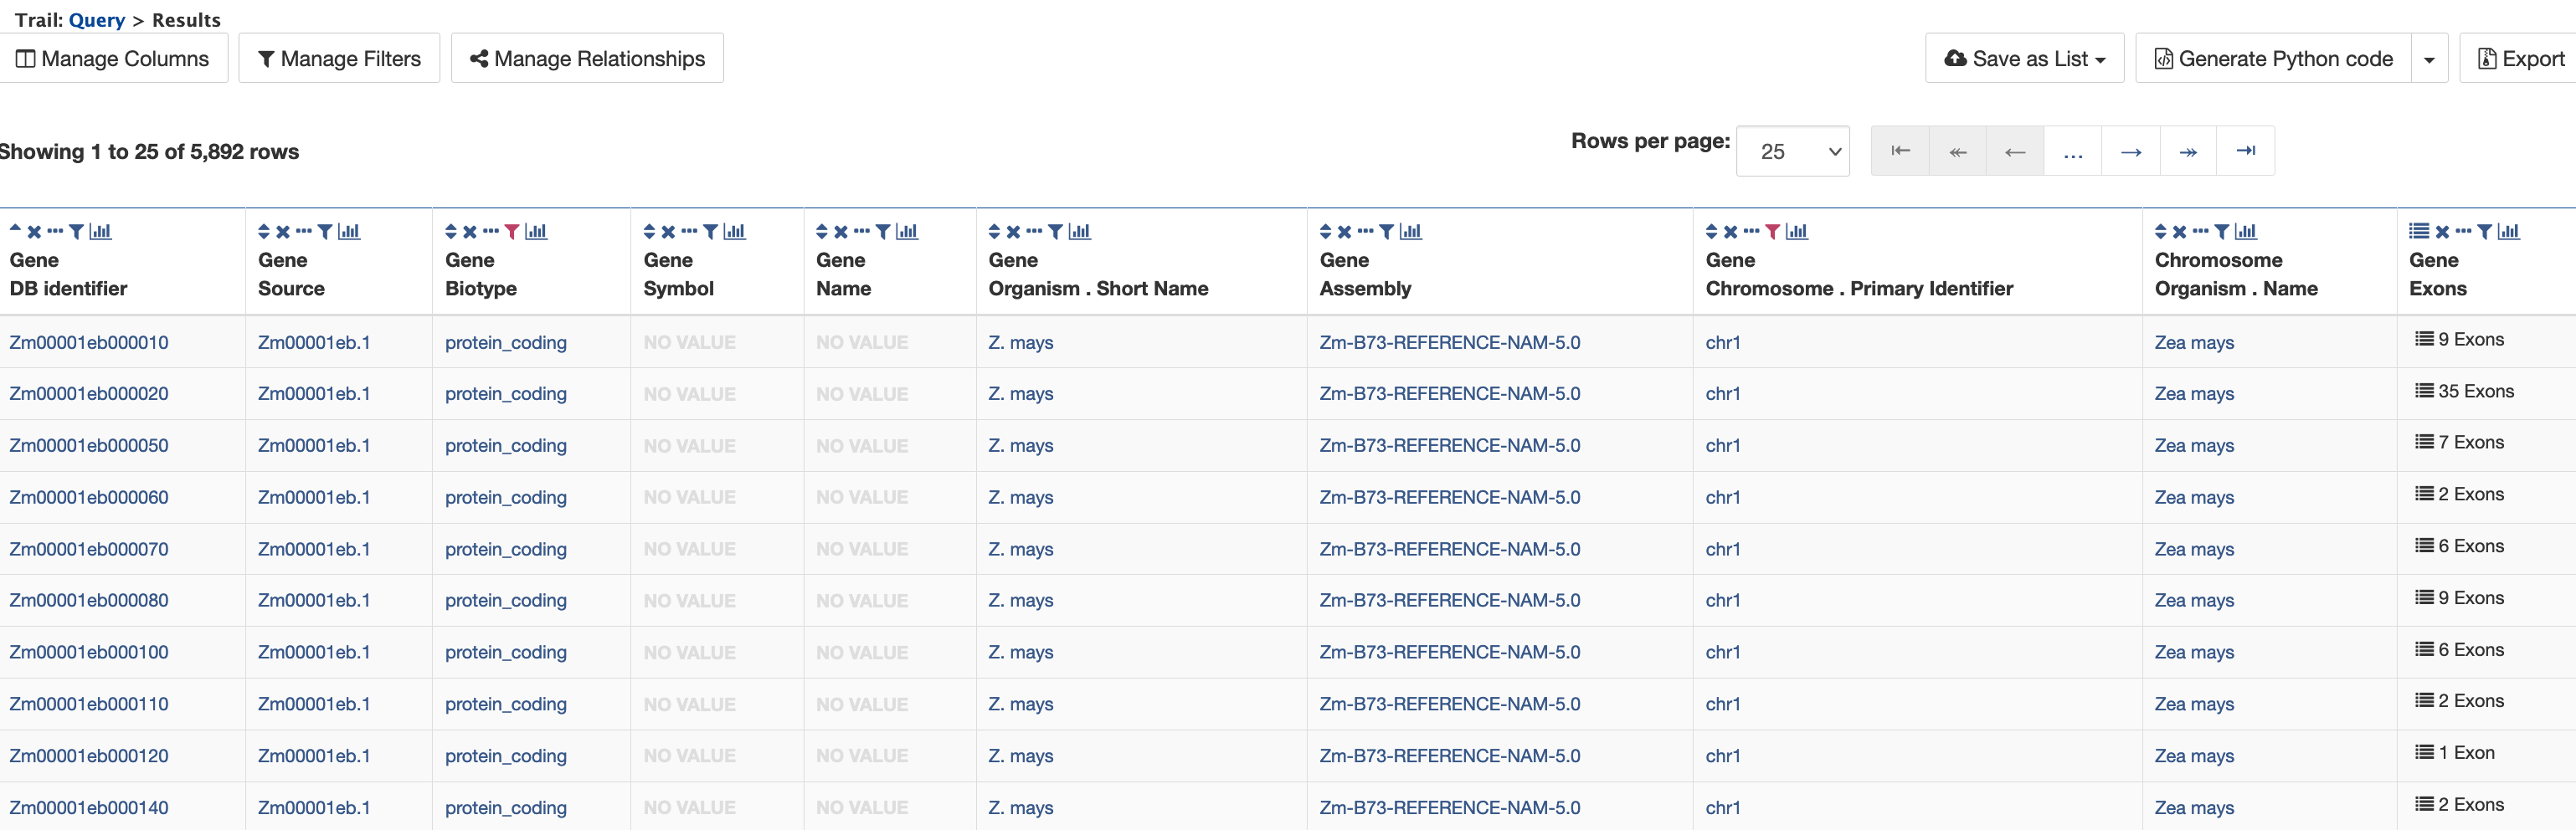 Trail: Query > Results
Manage Columns Manage Filters Manage Relationships Save as List Generate Python code Export
Showing 1 to 25 of 5,892 rows Rows per page: 25 ...
Gene Gene Gene Gene Gene Gene Gene Gene Chromosome Gene
DB identifier Source Biotype Symbol Name Organism . Short Name Assembly Chromosome . Primary Identifier Organism . Name Exons
Zm00001eb000010 Zm00001eb.1 protein_coding NO VALUE NO VALUE Z. mays Zm-B73-REFERENCE-NAM-5.0 chr1 Zea mays 9 Exons
Zm00001eb000020 Zm00001eb.1 protein_coding NO VALUE NO VALUE Z. mays Zm-B73-REFERENCE-NAM-5.0 chr1 Zea mays 35 Exons
Zm00001eb000050 Zm00001eb.1 protein_coding NO VALUE NO VALUE Z. mays Zm-B73-REFERENCE-NAM-5.0 chr1 Zea mays 7 Exons
Zm00001eb000060 Zm00001eb.1 protein_coding NO VALUE NO VALUE Z. mays Zm-B73-REFERENCE-NAM-5.0 chr1 Zea mays 2 Exons
Zm00001eb000070 Zm00001eb.1 protein_coding NO VALUE NO VALUE Z. mays Zm-B73-REFERENCE-NAM-5.0 chr1 Zea mays 6 Exons
Zm00001eb000080 Zm00001eb.1 protein_coding NO VALUE NO VALUE Z. mays Zm-B73-REFERENCE-NAM-5.0 chr1 Zea mays 9 Exons
Zm00001eb000100 Zm00001eb.1 protein_coding NO VALUE NO VALUE Z. mays Zm-B73-REFERENCE-NAM-5.0 chr1 Zea mays 6 Exons
Zm00001eb000110 Zm00001eb.1 protein_coding NO VALUE NO VALUE Z. mays Zm-B73-REFERENCE-NAM-5.0 chr1 Zea mays 2 Exons
Zm00001eb000120 Zm00001eb.1 protein_coding NO VALUE NO VALUE Z. mays Zm-B73-REFERENCE-NAM-5.0 chr1 Zea mays 1 Exon
Zm00001eb000140 Zm00001eb.1 protein_coding NO VALUE NO VALUE Z. mays Zm-B73-REFERENCE-NAM-5.0 chr1 Zea mays 2 Exons